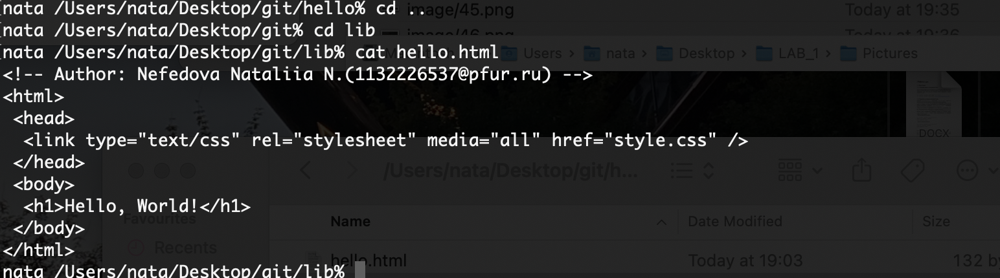 nata /Users/nata/Desktop/git/hello% cd ..
image/45.png
Today at 19:35
nata /Users/nata/Desktop/git% cd lib
image/46.png
Today at 19:36
nata /Users/nata/Desktop/git/lib% cat hello.html
Users > nata > Desktop > LAB_1 > Pictures
<!-- Author: Nefedova Nataliia N.(1132226537@pfur.ru) -->
<html>
<head>
<link type="text/css" rel="stylesheet" media="all" href="style.css" />
DOCX
</head>
/Users/nata/Desktop/git/h...
<body>
<h1>Hello, World!</h1>
Favourites
Name
Date Modified
Size
</body>
</html>
Recents
hello.html
Today at 19:03
132
nata /Users/nata/Desktop/git/lib%